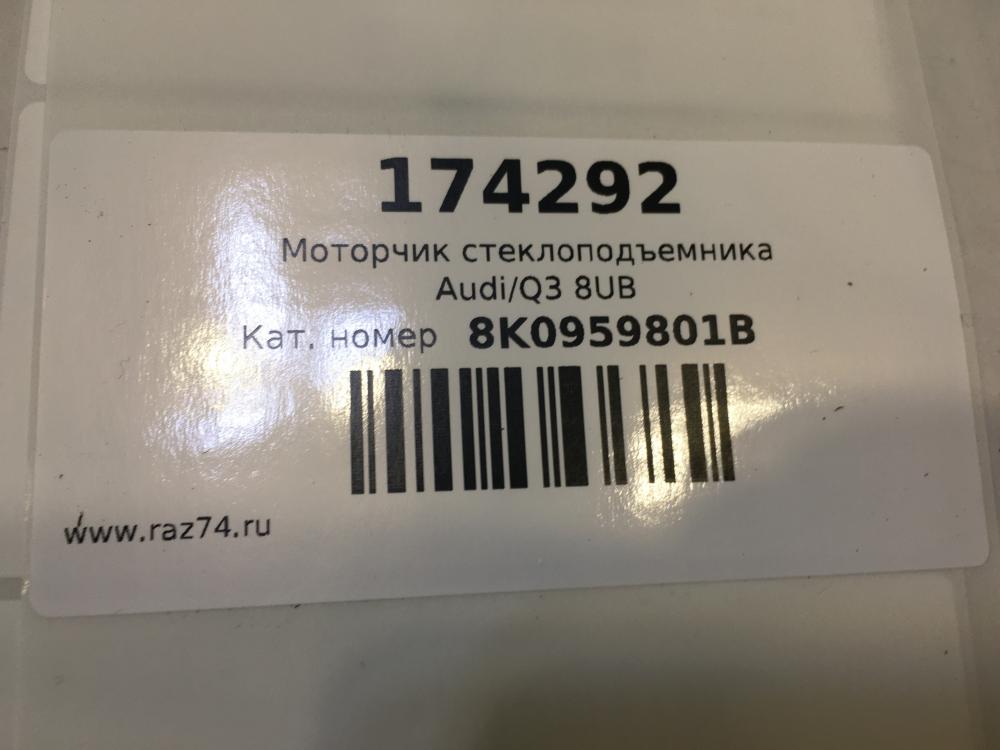 174292
Моторчик стеклоподъемника
Audi/Q3 8UB
Кат. номер 8K0959801B
www.raz74.ru